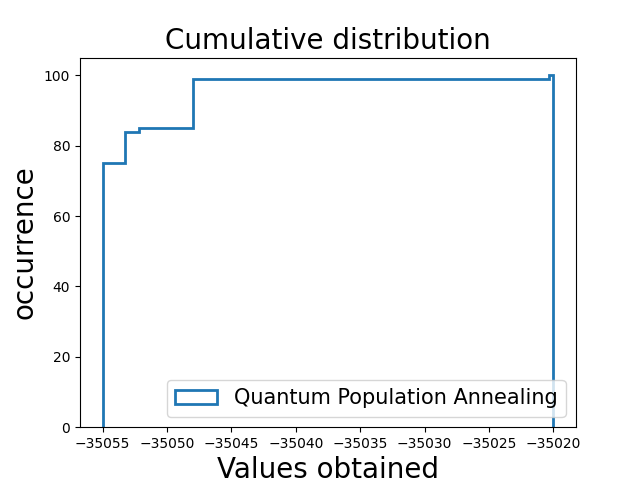 Cumulative distribution
occurrence
100
80
60
40
20
0
Quantum Population Annealing
−35055 −35050 −35045 −35040 −35035 −35030 −35025 −35020
Values obtained